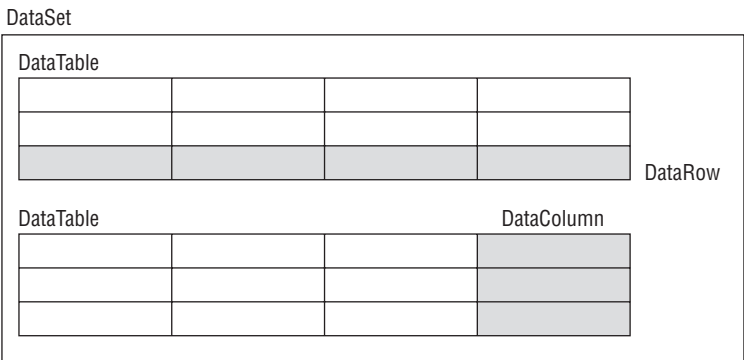 DataSet
DataTable
DataRow
DataTable
DataColumn